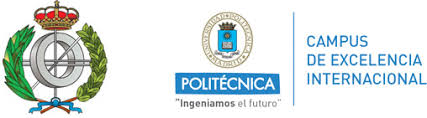 POLITÉCNICA
"Ingeniamos el futuro"
CAMPUS
DE EXCELENCIA
INTERNACIONAL